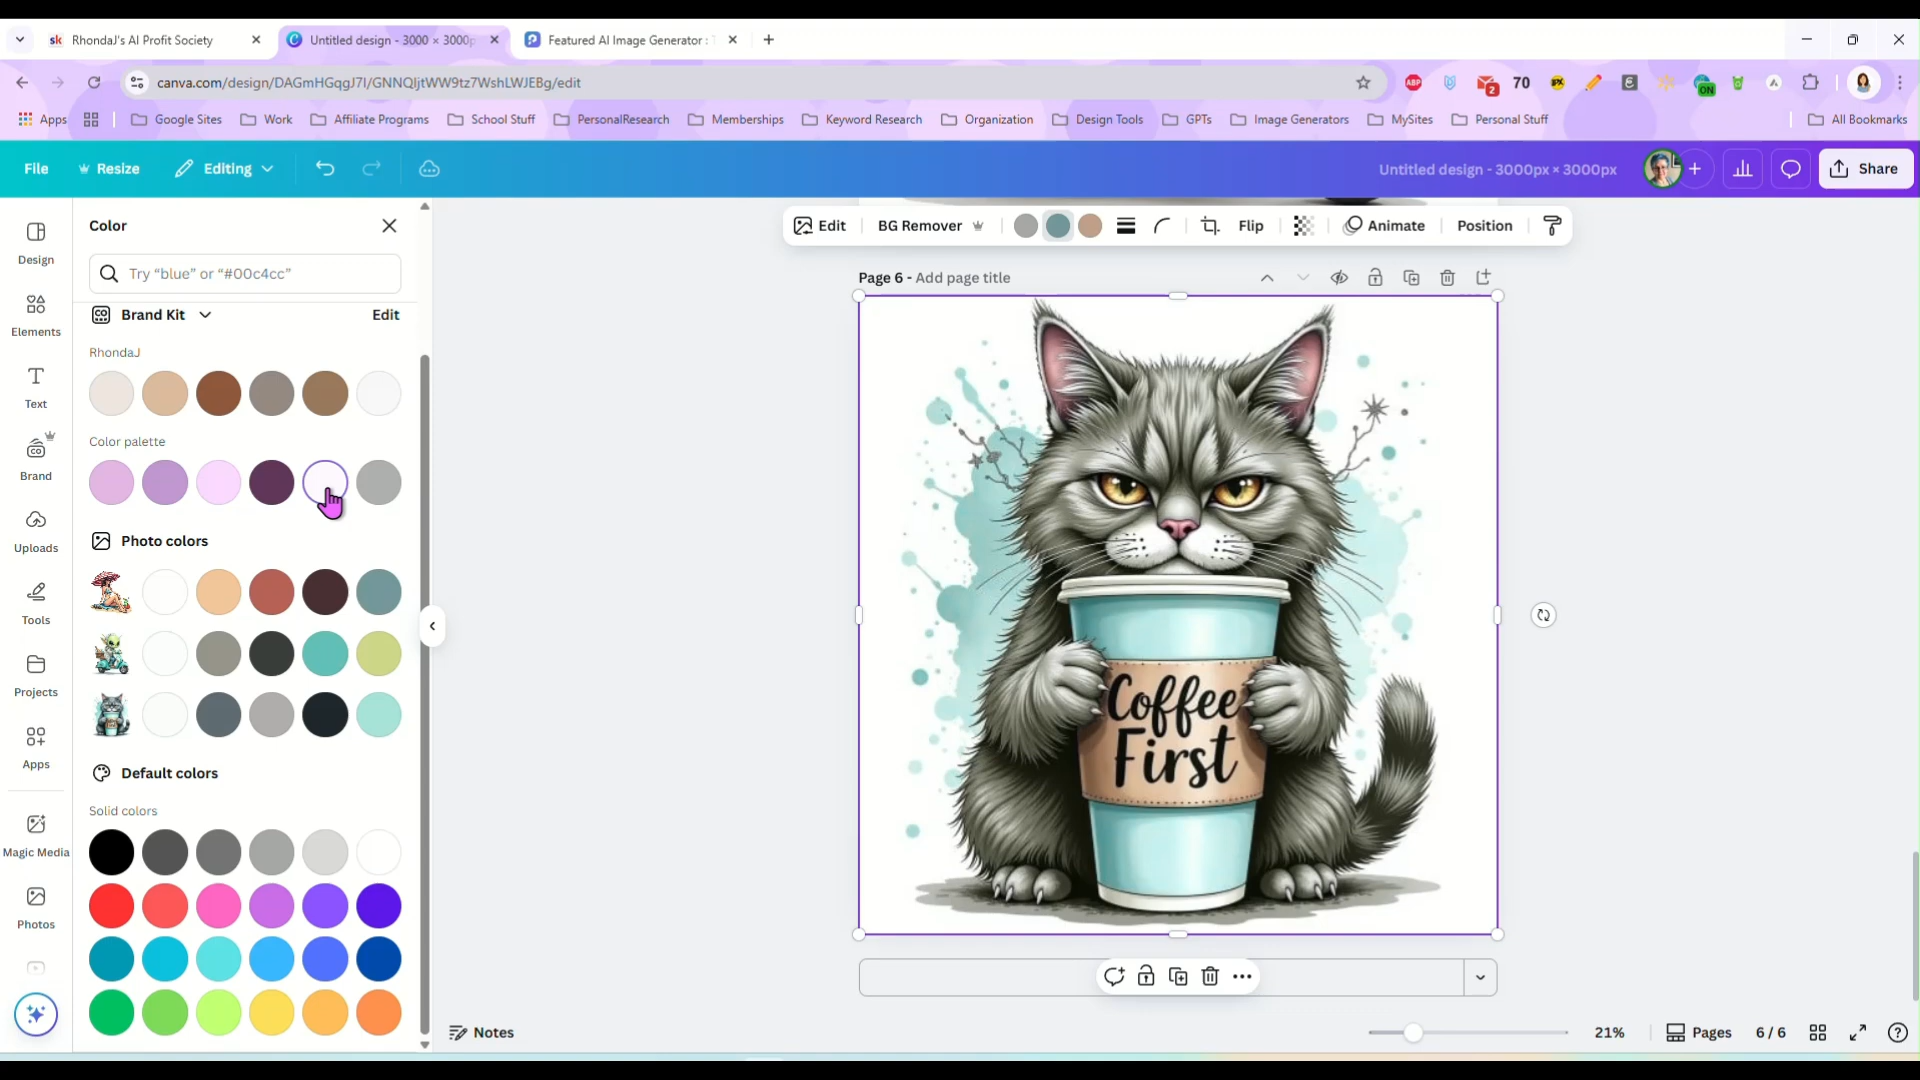 RhondaJ's AI Profit Society
Untitled design - 3000 × 3000p
Featured AI Image Generator :
canva.com/design/DAGmHGqgJ7I/GNNQIjtWW9tz7WshLWJEBg/edit
ABP
2
70
ON
Apps
Google Sites
Work
Affiliate Programs
School Stuff
PersonalResearch
Memberships
Keyword Research
Organization
Design Tools
GPTs
Image Generators
MySites
Personal Stuff
All Bookmarks
File
Resize
Editing
Untitled design - 3000px × 3000px
Share
Design
Elements
Text
Brand
Uploads
Tools
Projects
Apps
Magic Media
Photos
Color
Try “blue” or “#00c4cc”
Brand Kit
Edit
RhondaJ
Color palette
Photo colors
Default colors
Solid colors
Edit
BG Remover
Flip
Animate
Position
Page 6 - Add page title
Coffee
First
Notes
21%
Pages
6 / 6